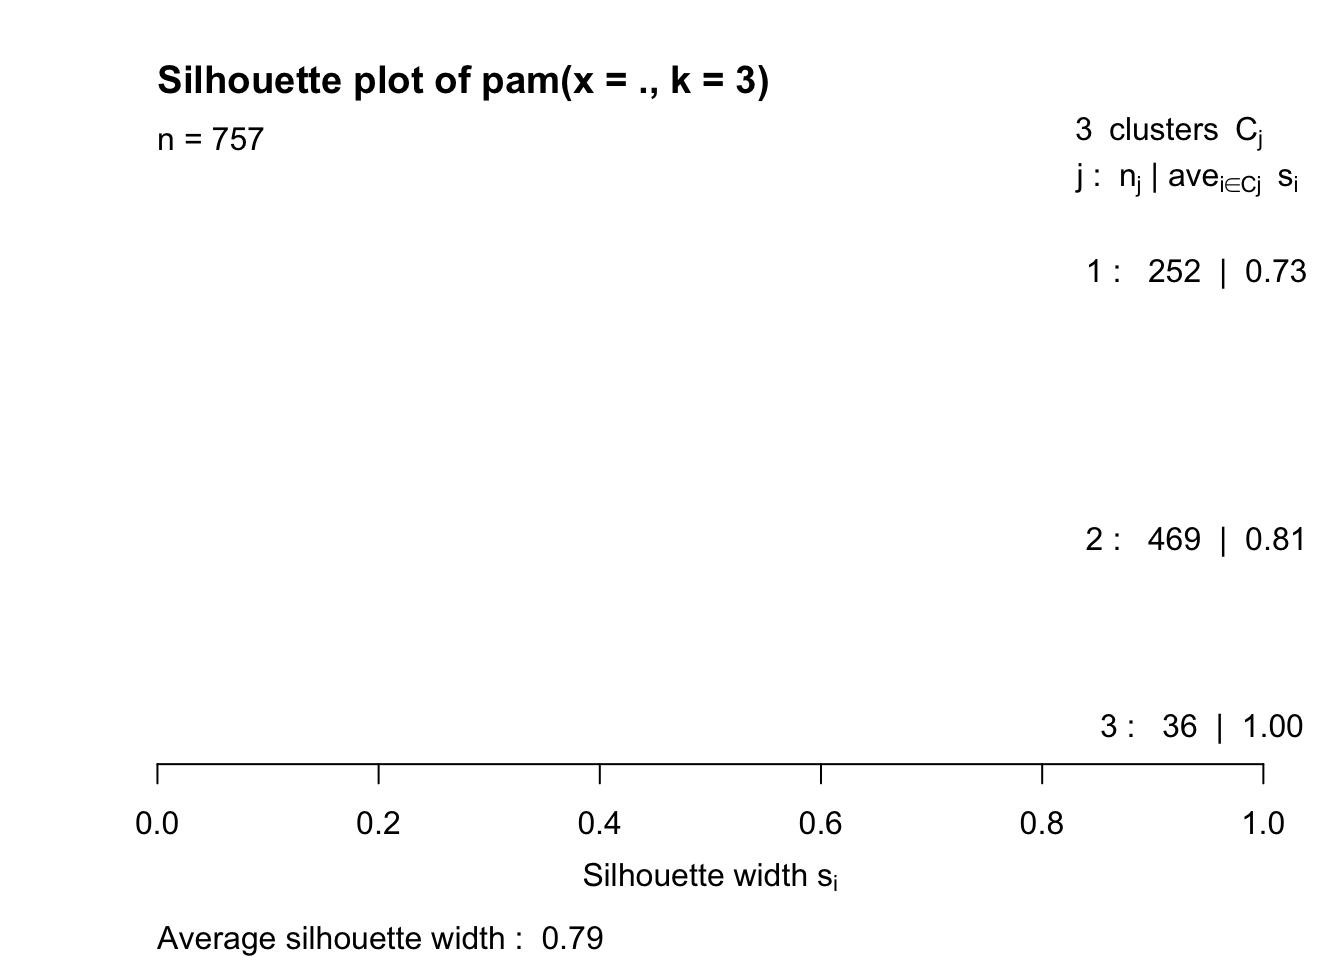 Silhouette plot of pam(x = ., k = 3)
n = 757
3 clusters Cj
j : nj | avei∈Cj si
1 : 252 | 0.73
2 : 469 | 0.81
3 : 36 | 1.00
0.0 0.2 0.4 0.6 0.8 1.0
Silhouette width si
Average silhouette width : 0.79